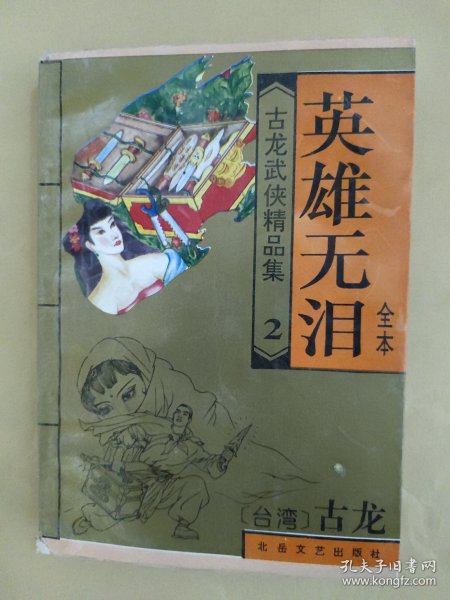 英雄无泪
全本
《古龙武侠精品集2》
〔台湾〕古龙
北岳文艺出版社
孔夫子旧书网
www.kongfz.com